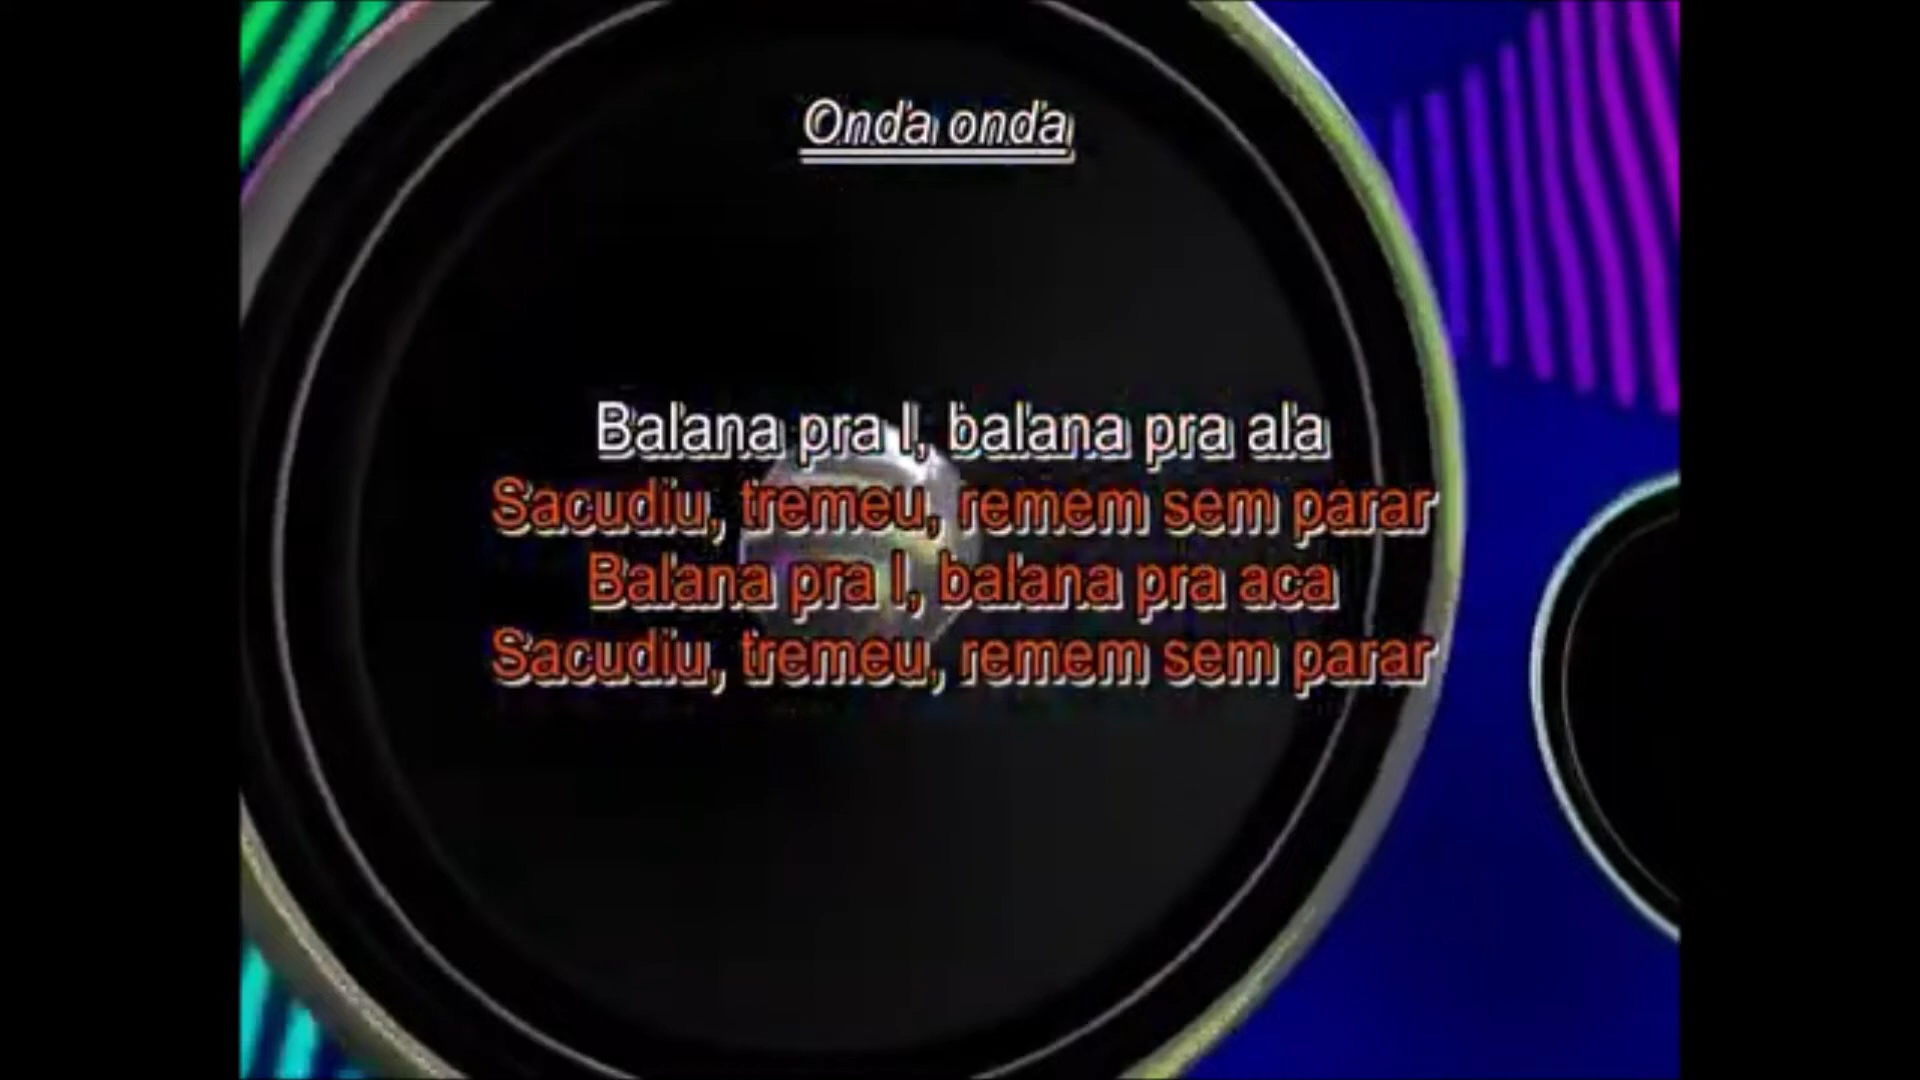 Onda onda
Balana pra l, balana pra ala
Sacudiu, tremeu, remem sem parar
Balana pra l, balana pra aca
Sacudiu, tremeu, remem sem parar